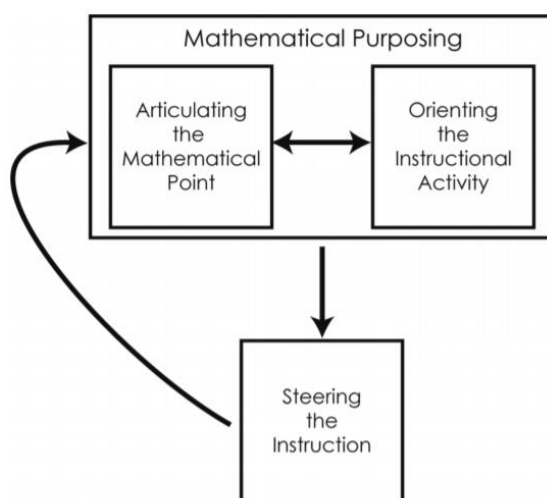 Mathematical Purposing
Articulating
the
Mathematical
Point
Orienting
the
Instructional
Activity
Steering
the
Instruction